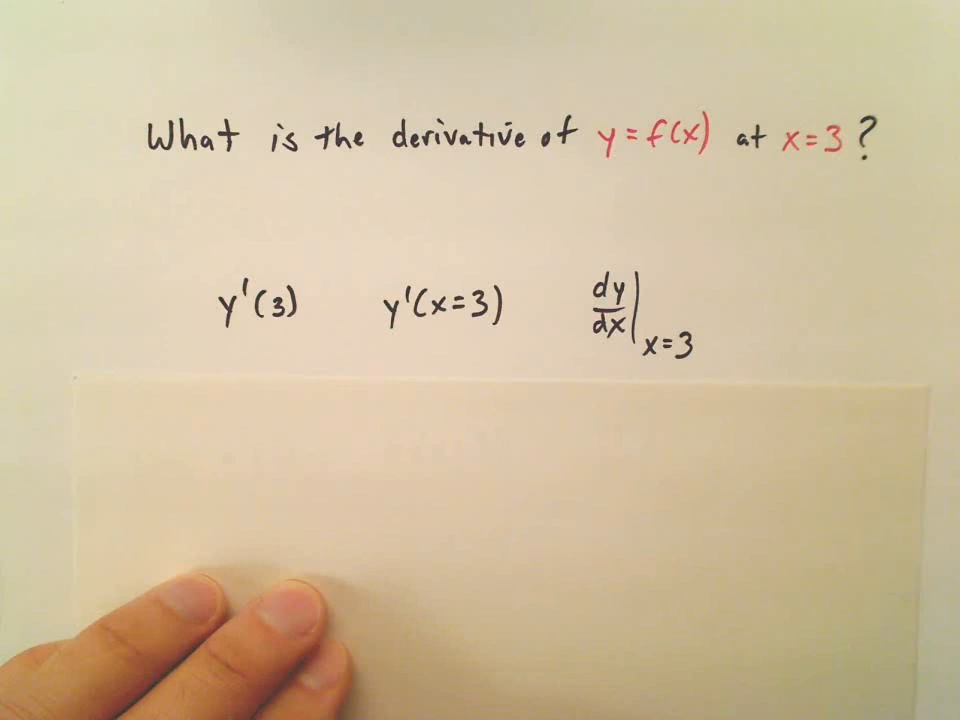 What is the derivative of y = f(x) at x = 3 ?
y'(3) y'(x = 3) dy/dx|x=3